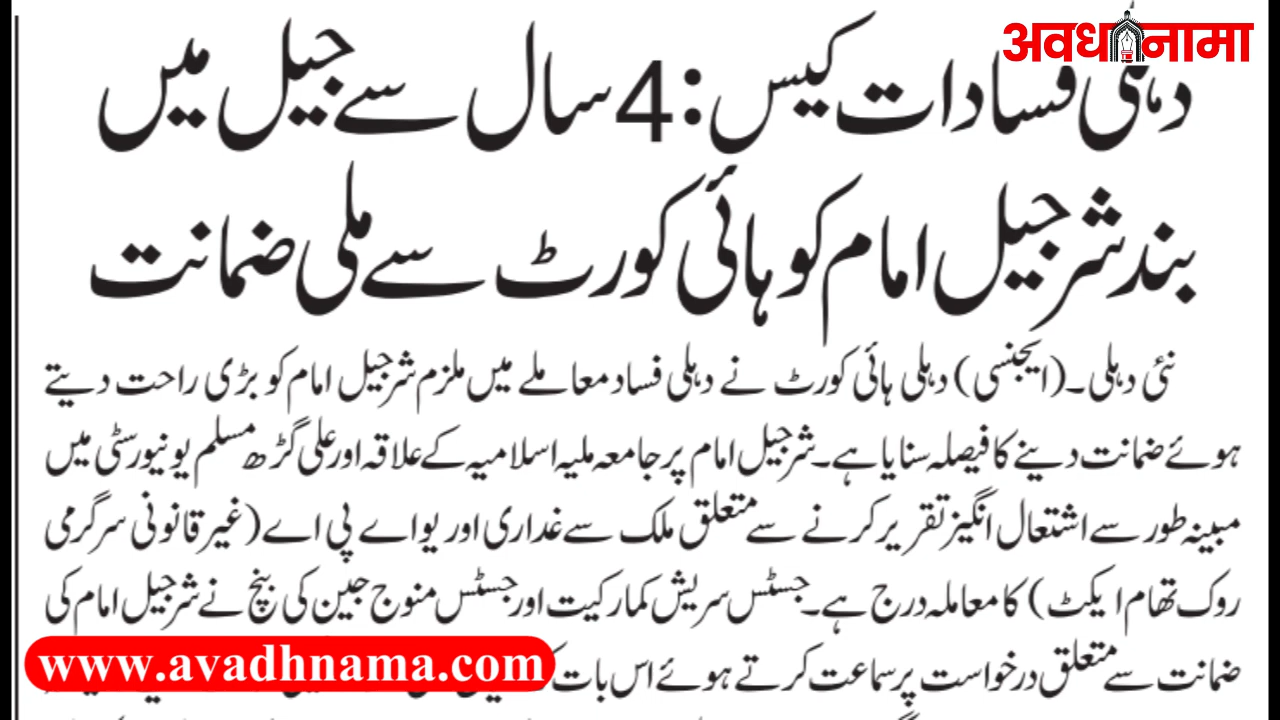 अवधनामा
دہلی فسادات کیس: 4 سال سے جیل میں
بند شرجیل امام کو ہائی کورٹ سے ملی ضمانت
نئی دہلی۔ (ایجنسی) دہلی ہائی کورٹ نے دہلی فساد معاملے میں ملزم شرجیل امام کو بڑی راحت دیتے
ہوئے ضمانت دینے کا فیصلہ سنایا ہے۔ شرجیل امام پر جامعہ ملیہ اسلامیہ کے علاقہ اور علی گڑھ مسلم یونیورسٹی میں
مبینہ طور سے اشتعال انگیز تقریر کرنے سے متعلق ملک سے غداری اور یو اے پی اے (غیر قانونی سرگرمی
روک تھام ایکٹ) کا معاملہ درج ہے۔ جسٹس سریش کمار کیت اور جسٹس منوج جین کی بنچ نے شرجیل امام کی
ضمانت سے متعلق درخواست پر سماعت کرتے ہوئے اس بات
www.avadhnama.com